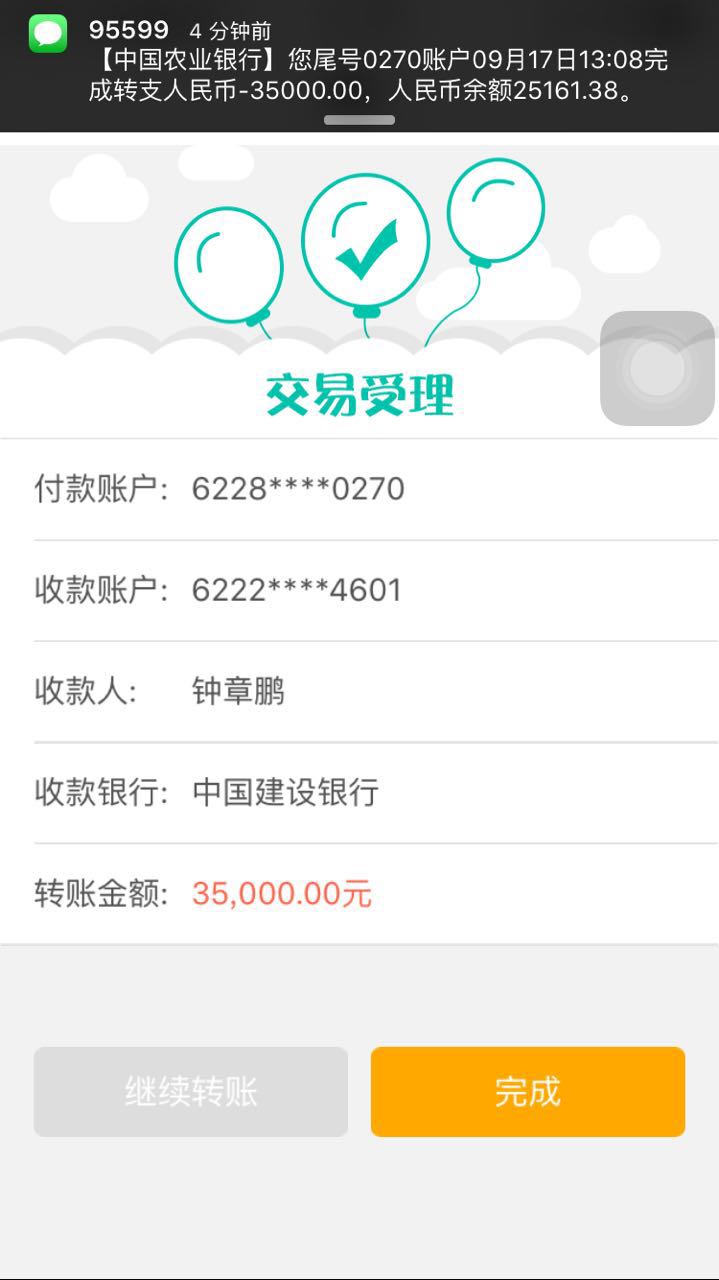 95599 4 分钟前
【中国农业银行】您尾号0270账户09月17日13:08完
成转支人民币-35000.00，人民币余额25161.38。
交易受理
付款账户: 6228****0270
收款账户: 6222****4601
收款人: 钟章鹏
收款银行: 中国建设银行
转账金额: 35,000.00元
继续转账 完成